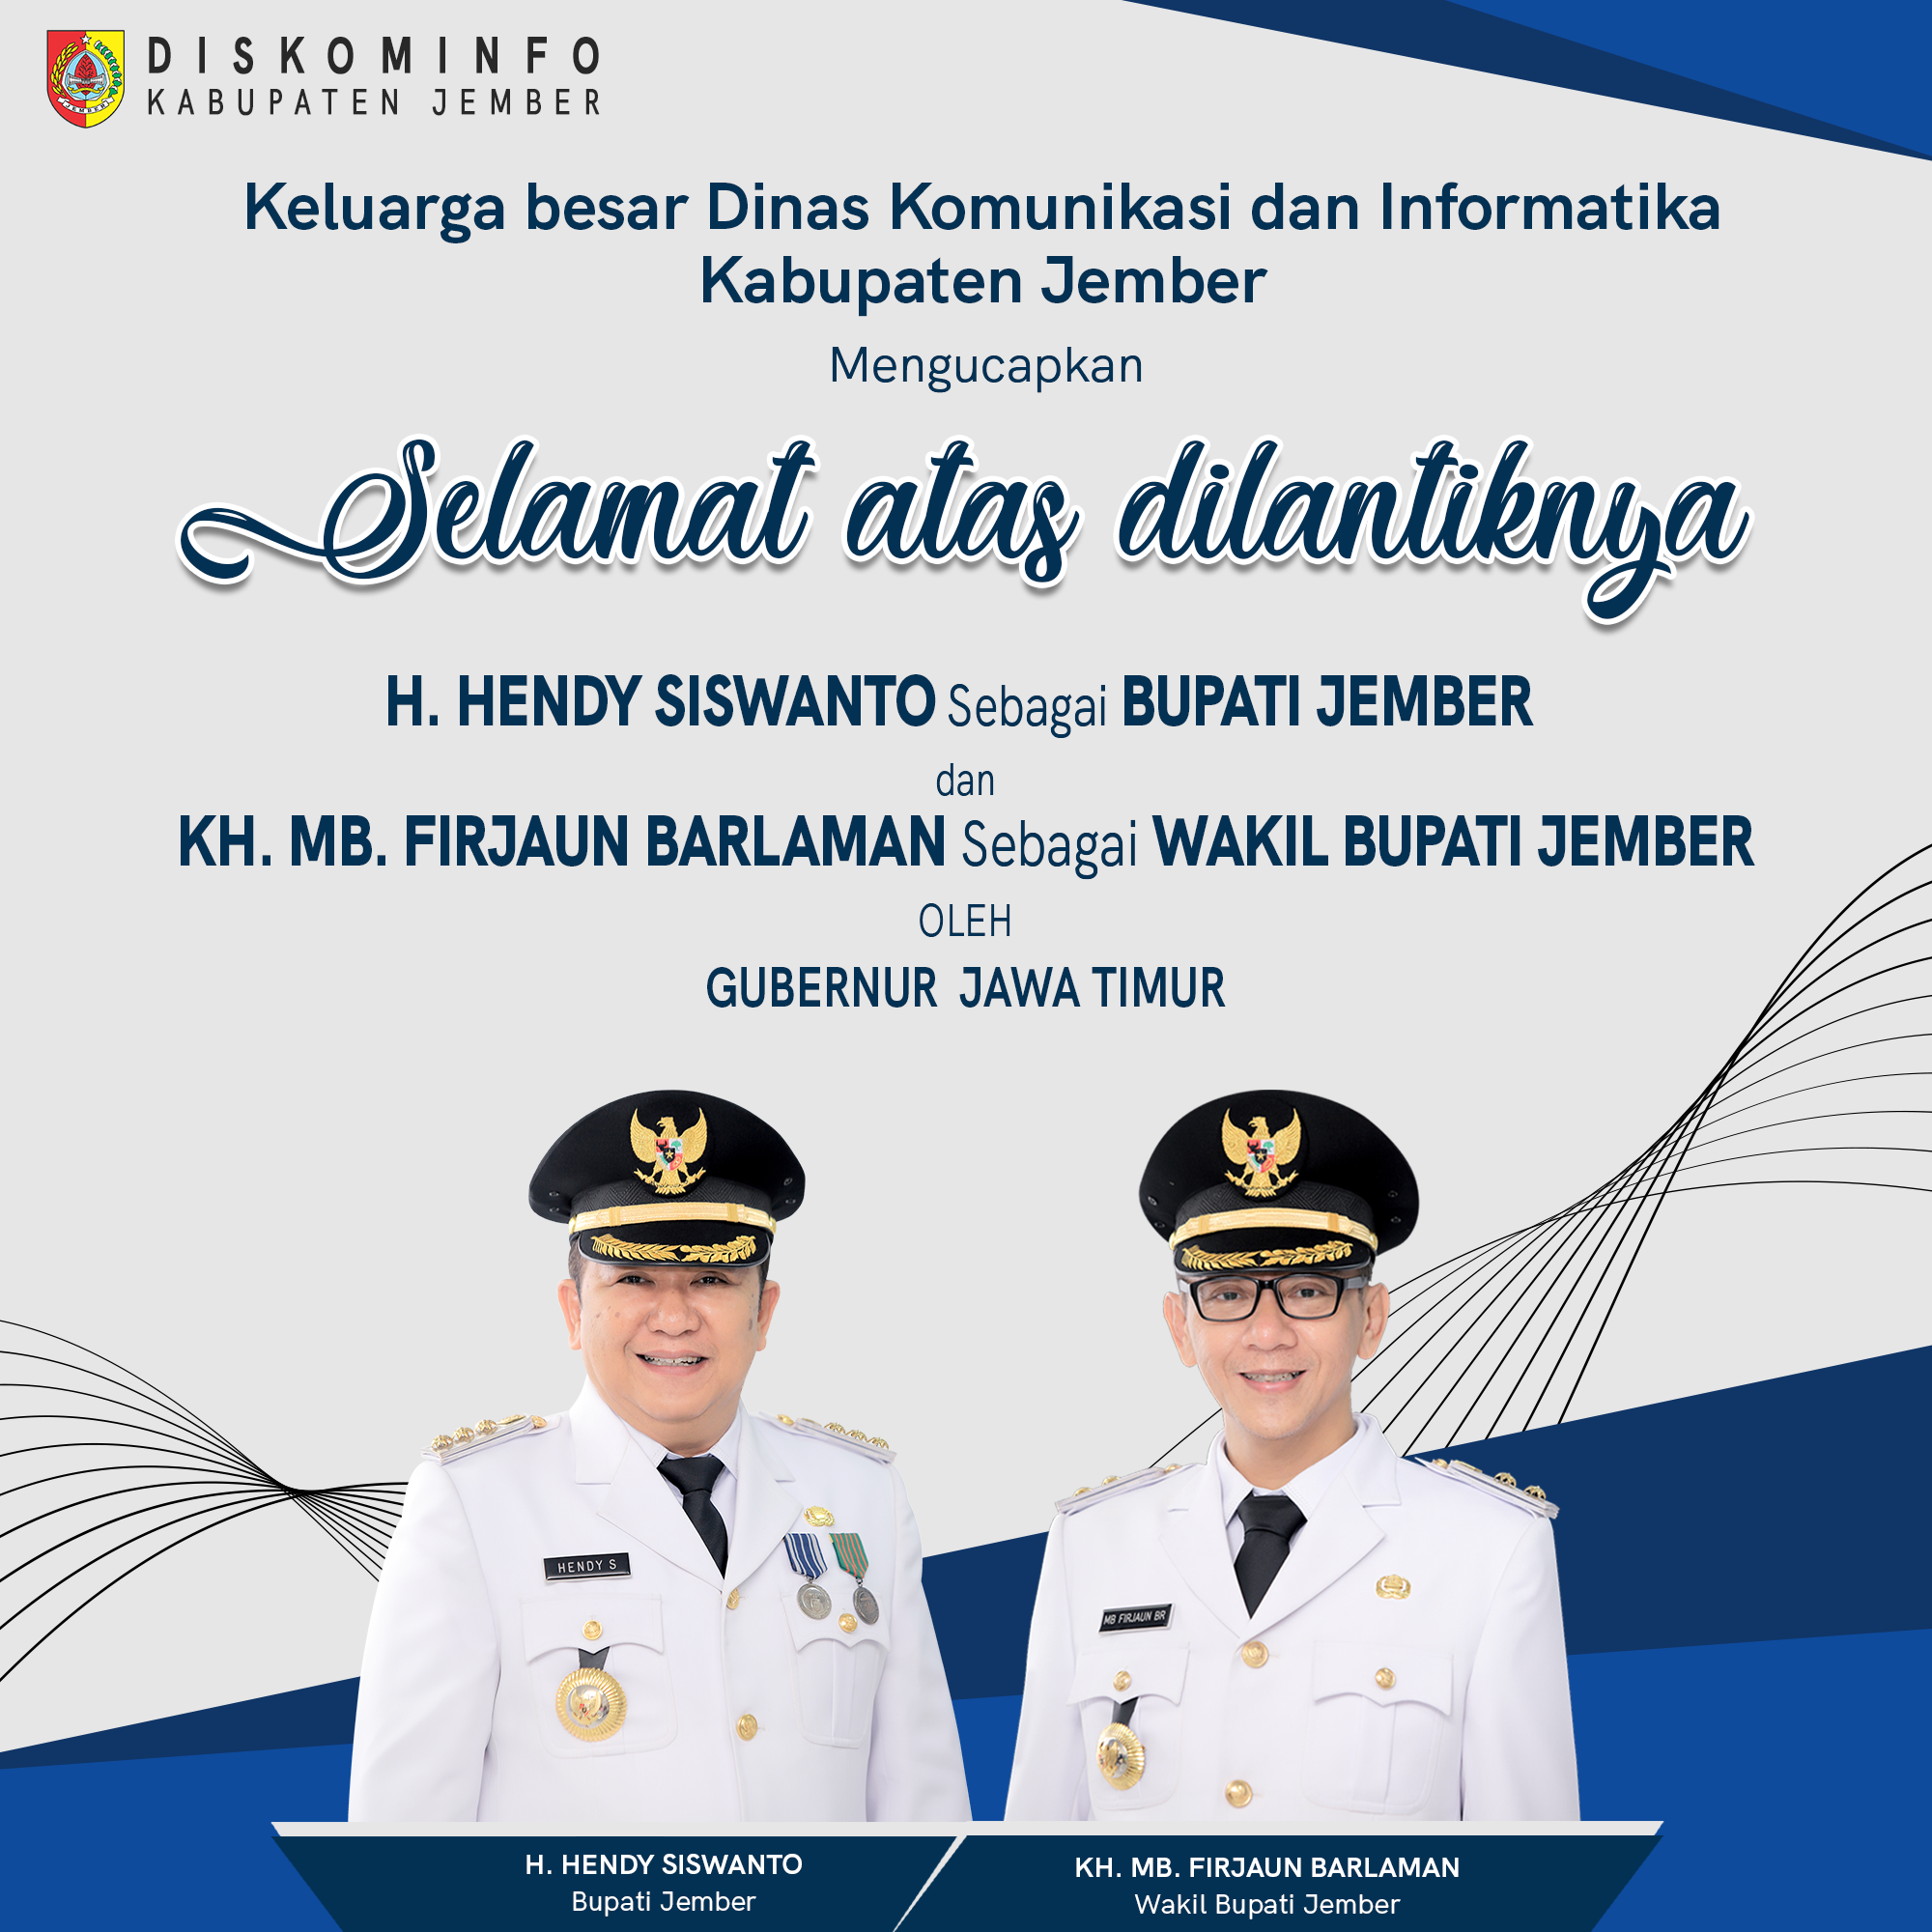 DISKOMINFO
KABUPATEN JEMBER
Keluarga besar Dinas Komunikasi dan Informatika
Kabupaten Jember
Mengucapkan
Selamat atas dilantiknya
H. HENDY SISWANTO Sebagai BUPATI JEMBER
dan
KH. MB. FIRJAUN BARLAMAN Sebagai WAKIL BUPATI JEMBER
OLEH
GUBERNUR JAWA TIMUR
HENDY S
MB FIRJAUN BR
H. HENDY SISWANTO
Bupati Jember
KH. MB. FIRJAUN BARLAMAN
Wakil Bupati Jember